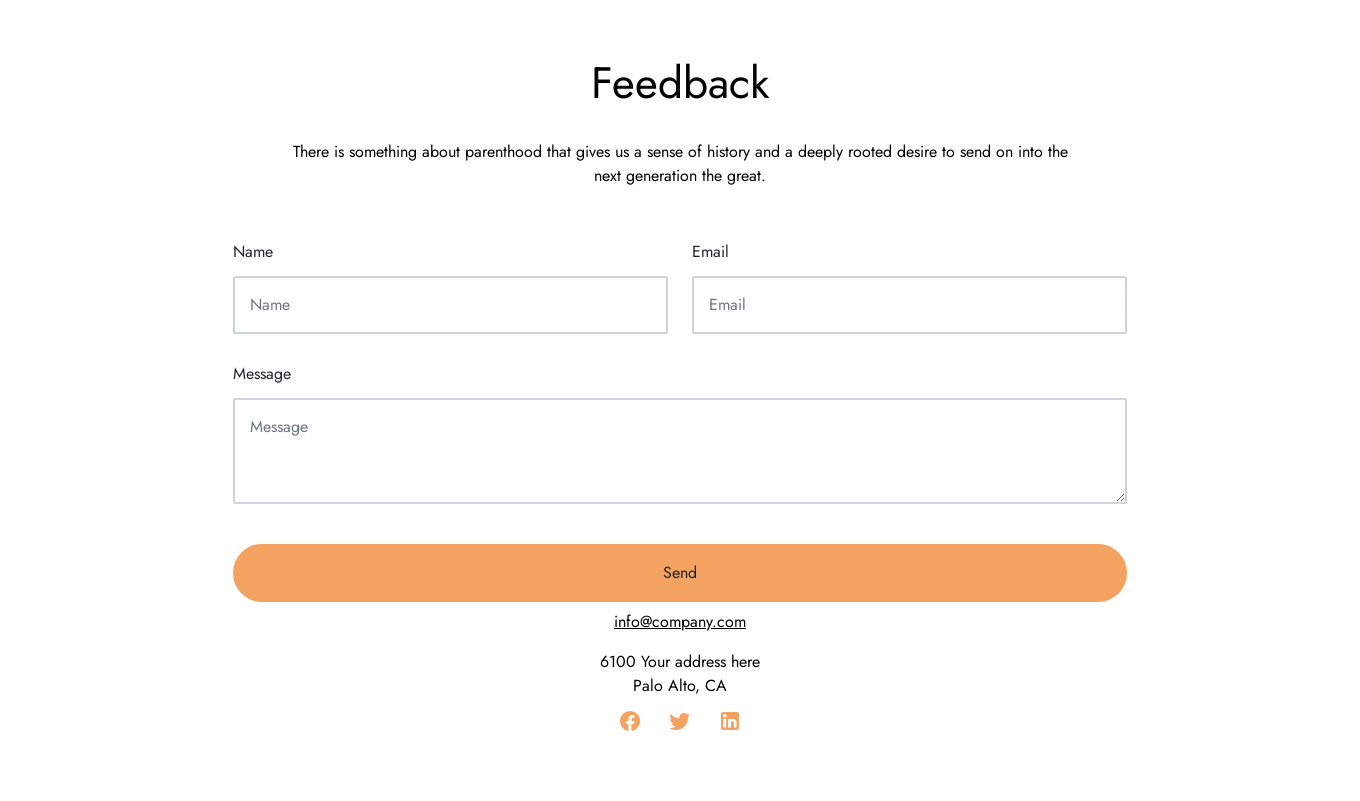 Feedback
There is something about parenthood that gives us a sense of history and a deeply rooted desire to send on into the
next generation the great.
Name
Email
Name
Email
Message
Message
Send
info@company.com
6100 Your address here
Palo Alto, CA